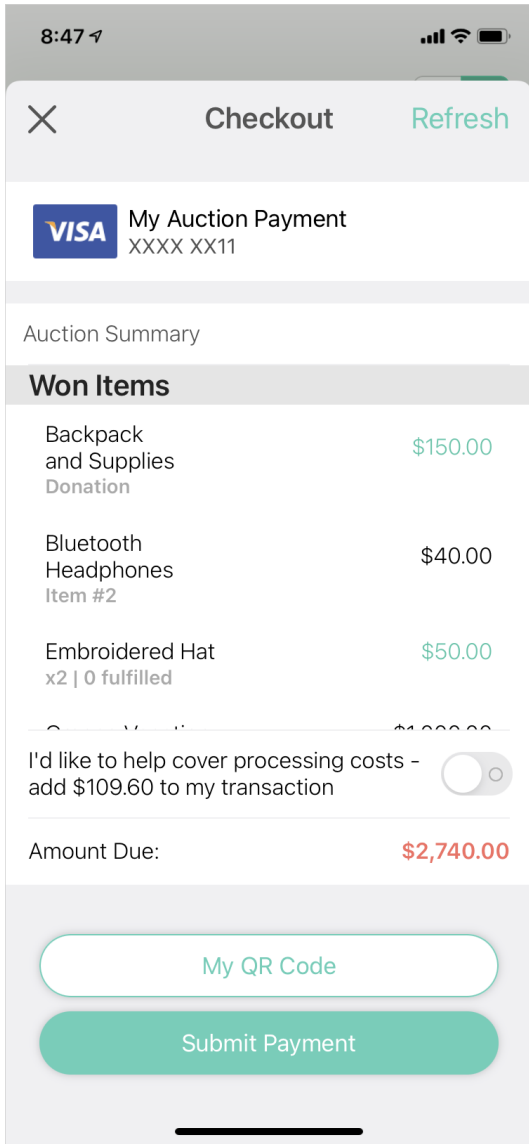 8:47
Checkout
Refresh
VISA
My Auction Payment
XXXX XX11
Auction Summary
Won Items
Backpack
and Supplies
$150.00
Donation
Bluetooth
Headphones
$40.00
Item #2
Embroidered Hat
$50.00
x2 | 0 fulfilled
I'd like to help cover processing costs -
add $109.60 to my transaction
Amount Due:
$2,740.00
My QR Code
Submit Payment